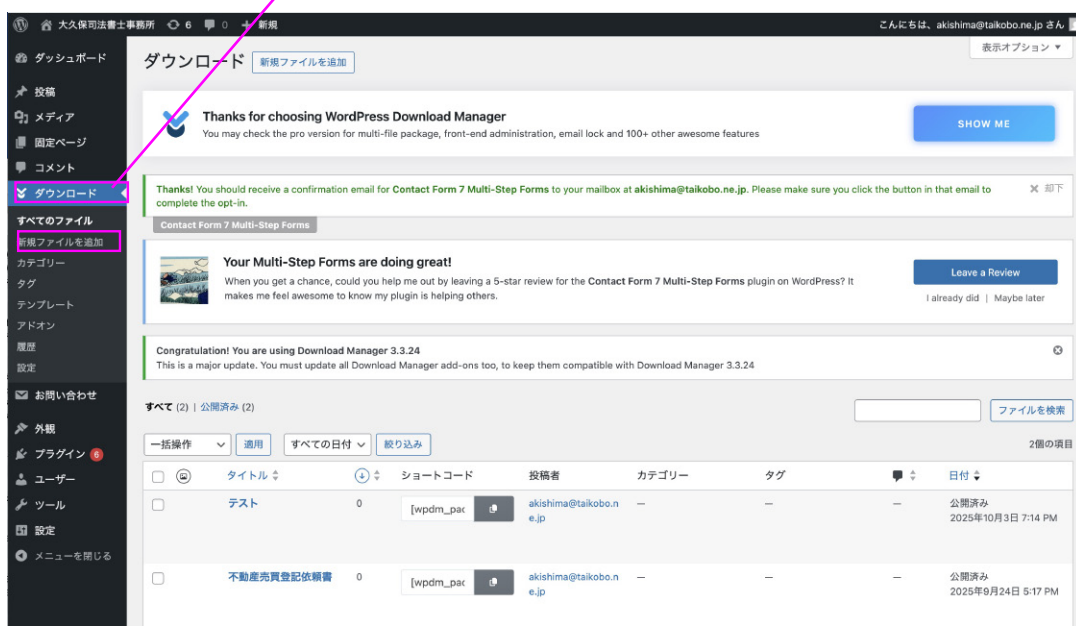 大久保司法書士事務所 6 0 + 新規 こんにちは、akishima@taikobo.ne.jp さん
表示オプション ▼
ダッシュボード
投稿
メディア
固定ページ
コメント
ダウンロード
すべてのファイル
新規ファイルを追加
カテゴリー
タグ
テンプレート
アドオン
履歴
設定
お問い合わせ
外観
プラグイン 6
ユーザー
ツール
設定
メニューを閉じる
ダウンロード 新規ファイルを追加
Thanks for choosing WordPress Download Manager
You may check the pro version for multi-file package, front-end administration, email lock and 100+ other awesome features
SHOW ME
Thanks! You should receive a confirmation email for Contact Form 7 Multi-Step Forms to your mailbox at akishima@taikobo.ne.jp. Please make sure you click the button in that email to
complete the opt-in.
却下
Contact Form 7 Multi-Step Forms
Your Multi-Step Forms are doing great!
When you get a chance, could you help me out by leaving a 5-star review for the Contact Form 7 Multi-Step Forms plugin on WordPress? It
makes me feel awesome to know my plugin is helping others.
Leave a Review
I already did | Maybe later
Congratulation! You are using Download Manager 3.3.24
This is a major update. You must update all Download Manager add-ons too, to keep them compatible with Download Manager 3.3.24
すべて (2) | 公開済み (2)
ファイルを検索
一括操作 適用 すべての日付 絞り込み 2個の項目
タイトル ショートコード 投稿者 カテゴリー タグ 日付
テスト 0 [wpdm_pac akishima@taikobo.n — — — 公開済み
e.jp 2025年10月3日 7:14 PM
不動産売買登記依頼書 0 [wpdm_pac akishima@taikobo.n — — — 公開済み
e.jp 2025年9月24日 5:17 PM